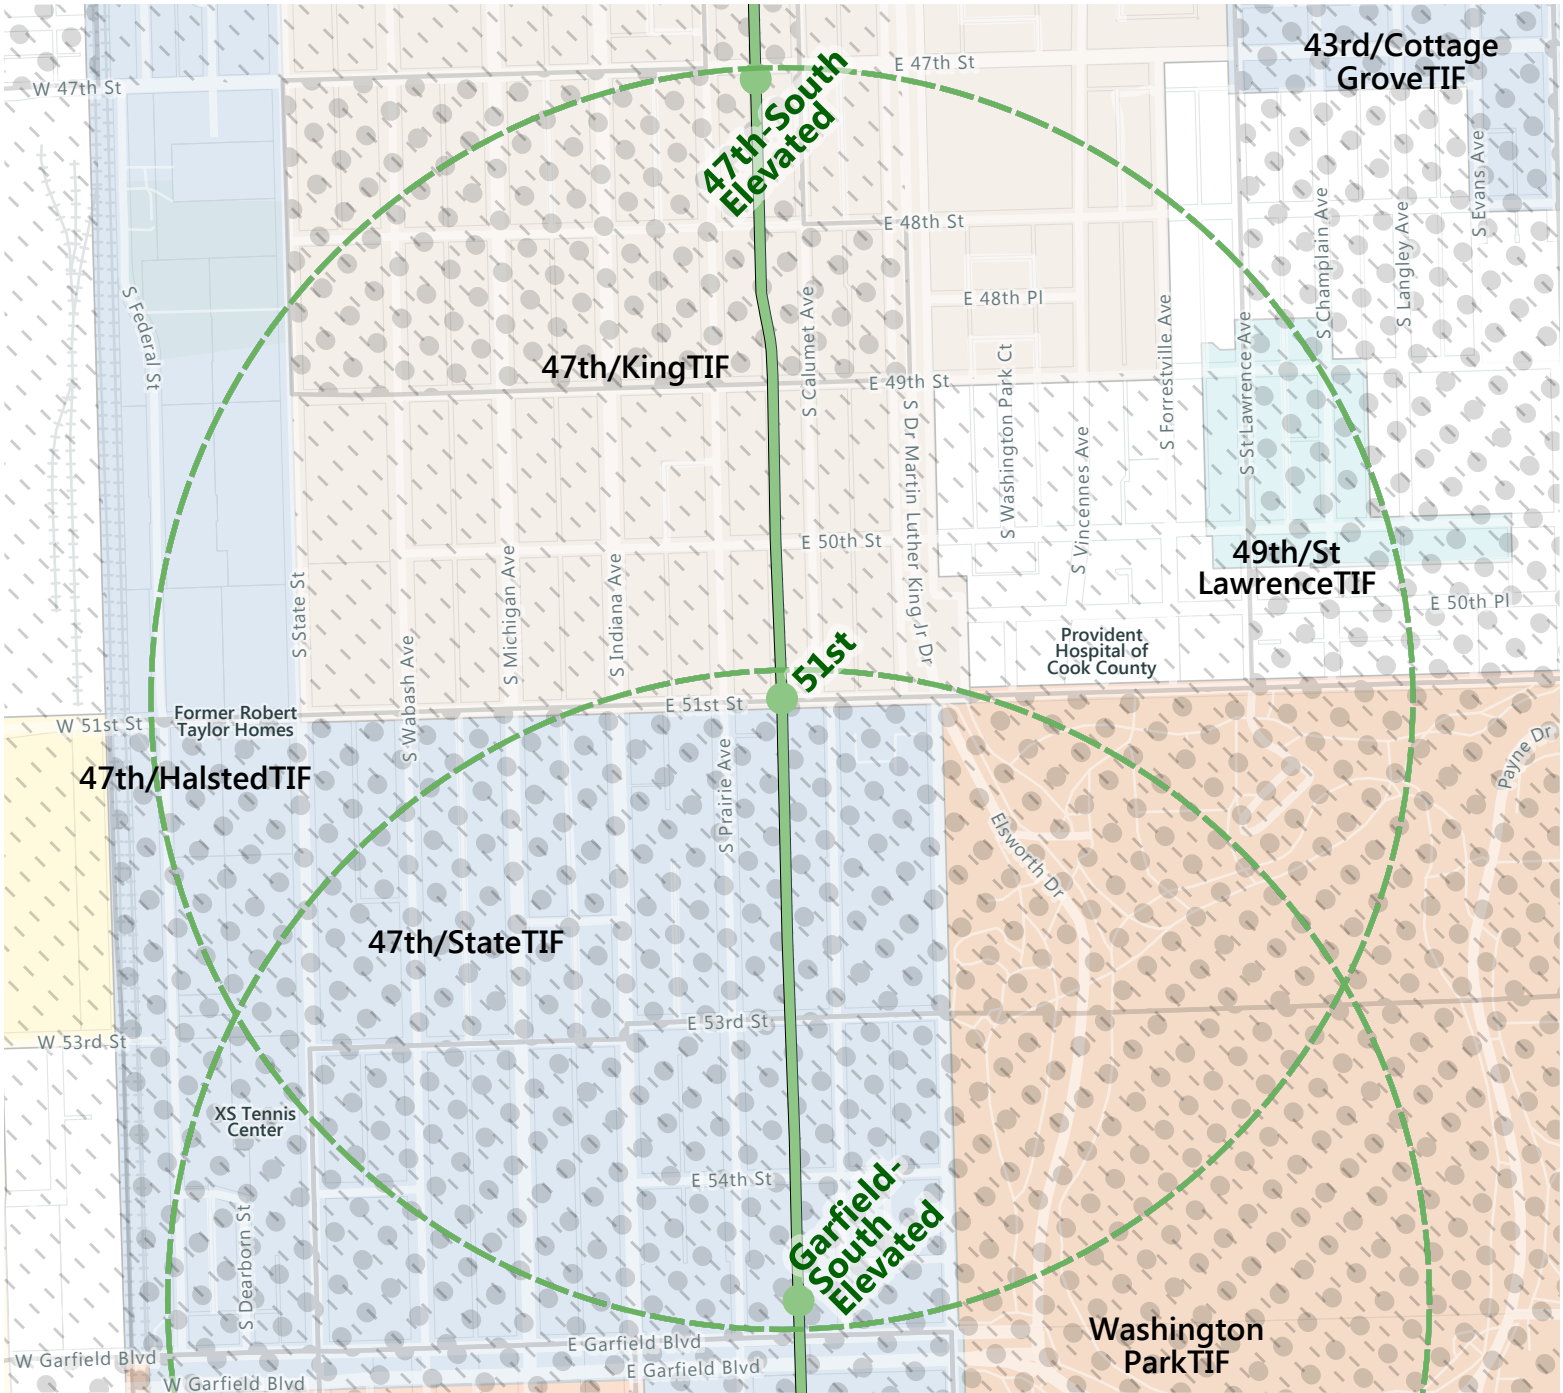 43rd/Cottage
GroveTIF
E 47th St
W 47th St
47th-South
Elevated
S Evans Ave
S Champlain Ave
S Langley Ave
E 48th St
E 48th Pl
S Federal St
S Calumet Ave
S Forrestville Ave
S St Lawrence Ave
47th/KingTIF
E 49th St
S Washington Park Ct
S Dr Martin Luther King Jr Dr
S Vincennes Ave
E 50th St
49th/St
LawrenceTIF
S State St
S Michigan Ave
S Indiana Ave
E 50th Pl
S Wabash Ave
Provident
Hospital of
Cook County
51st
E 51st St
Former Robert
Taylor Homes
W 51st St
47th/HalstedTIF
S Prairie Ave
Payne Dr
Elsworth Dr
47th/StateTIF
E 53rd St
W 53rd St
XS Tennis
Center
E 54th St
Garfield-
South
Elevated
S Dearborn St
Washington
ParkTIF
E Garfield Blvd
W Garfield Blvd
E Garfield Blvd
W Garfield Blvd